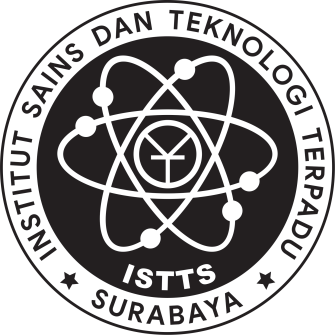 INSTITUT SAINS DAN TEKNOLOGI TERPADU
ISTTS
★ SURABAYA ★